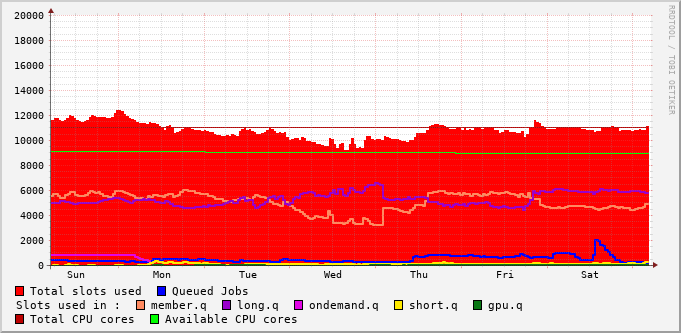 20000
18000
16000
14000
12000
10000
8000
6000
4000
2000
0
Sun Mon Tue Wed Thu Fri Sat
RRDTOOL / TOBI OETIKER
Total slots used Queued Jobs
Slots used in : member.q long.q ondemand.q short.q gpu.q
Total CPU cores Available CPU cores